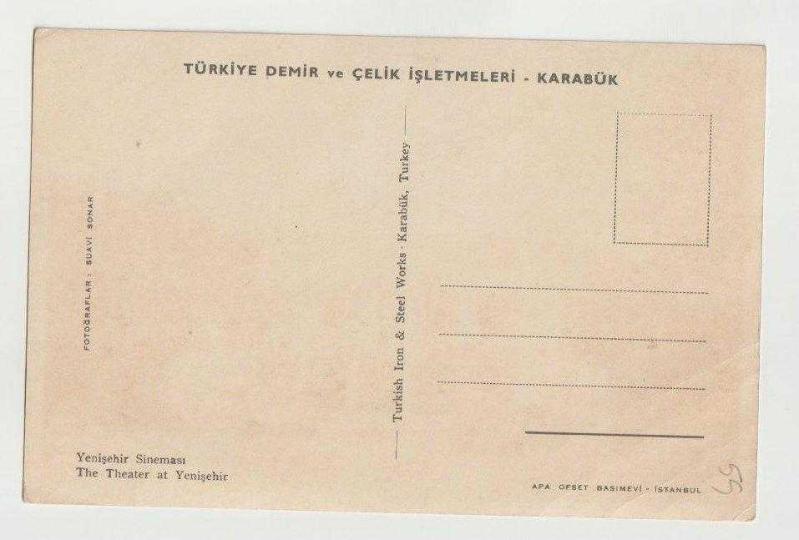 TÜRKİYE DEMİR ve ÇELİK İŞLETMELERİ - KARABÜK
FOTOĞRAFLAR : SUAVİ SONAR
Turkish Iron & Steel Works · Karabük, Turkey
Yenişehir Sineması
The Theater at Yenişehir
APA OFSET BASIMEVİ - İSTANBUL